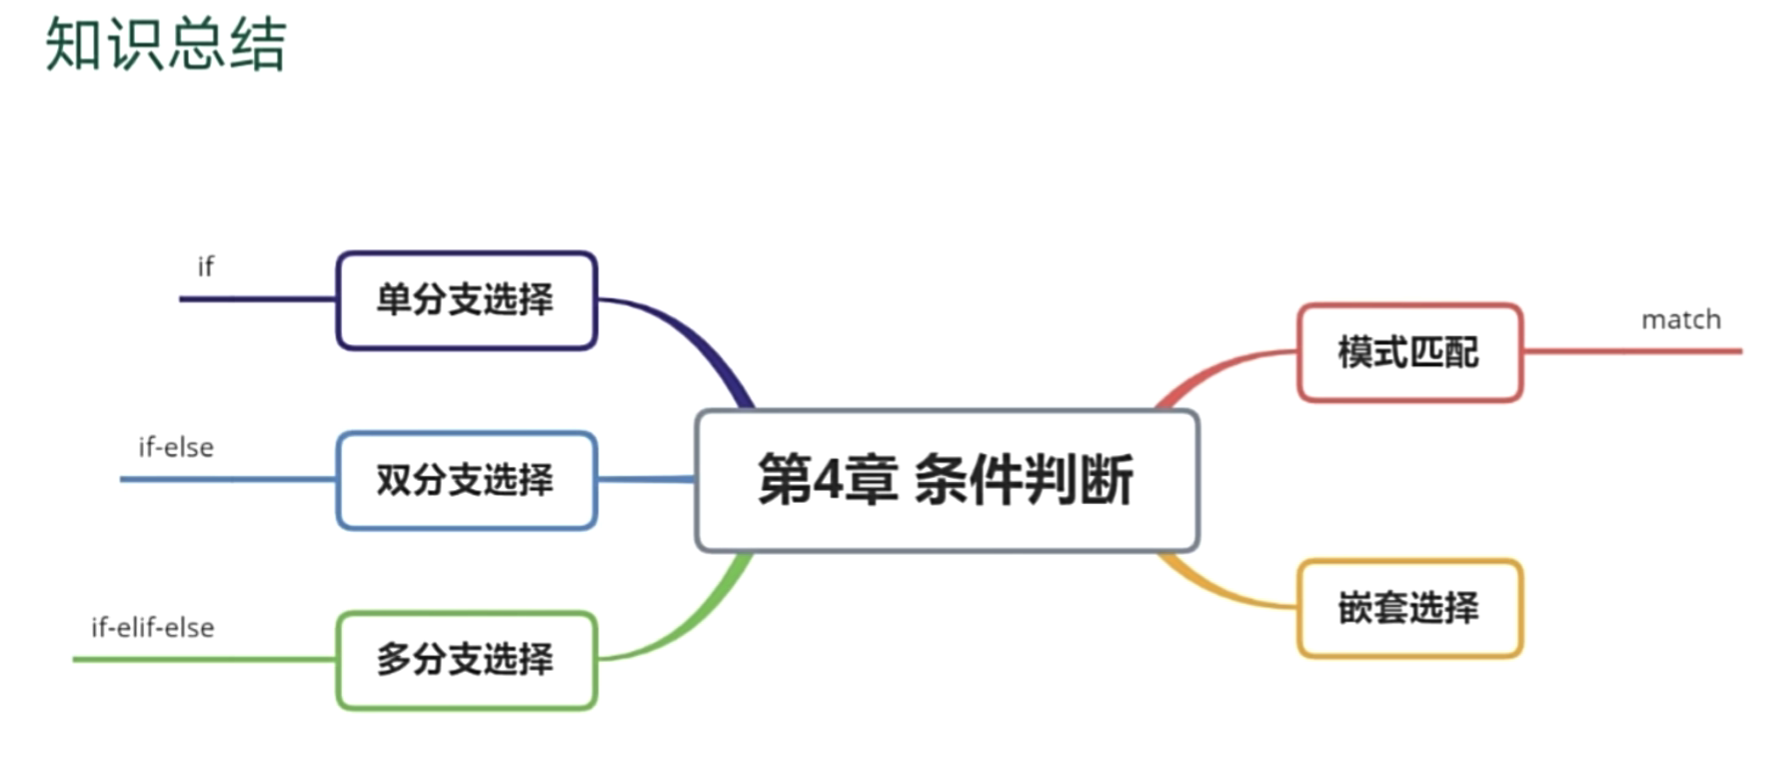 知识总结
if
单分支选择
if-else
双分支选择
if-elif-else
多分支选择
第4章 条件判断
模式匹配
match
嵌套选择